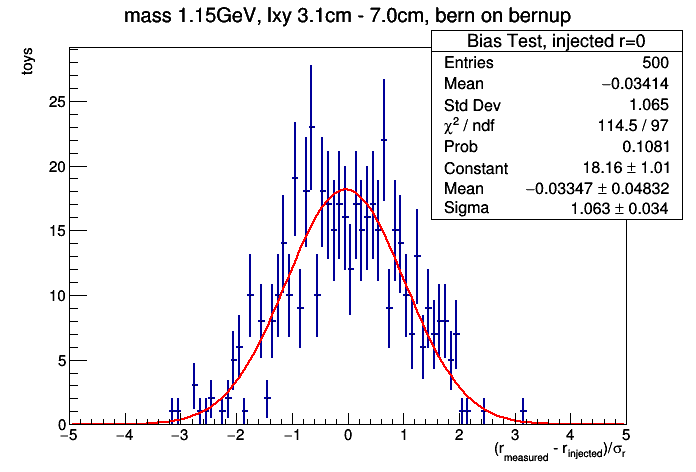 mass 1.15GeV, lxy 3.1cm - 7.0cm, bern on bernup
Bias Test, injected r=0
Entries 500
Mean −0.03414
Std Dev 1.065
χ² / ndf 114.5 / 97
Prob 0.1081
Constant 18.16 ± 1.01
Mean −0.03347 ± 0.04832
Sigma 1.063 ± 0.034
toys
25
20
15
10
5
0
−5 −4 −3 −2 −1 0 1 2 3 4 5
(r_measured - r_injected)/σ_r